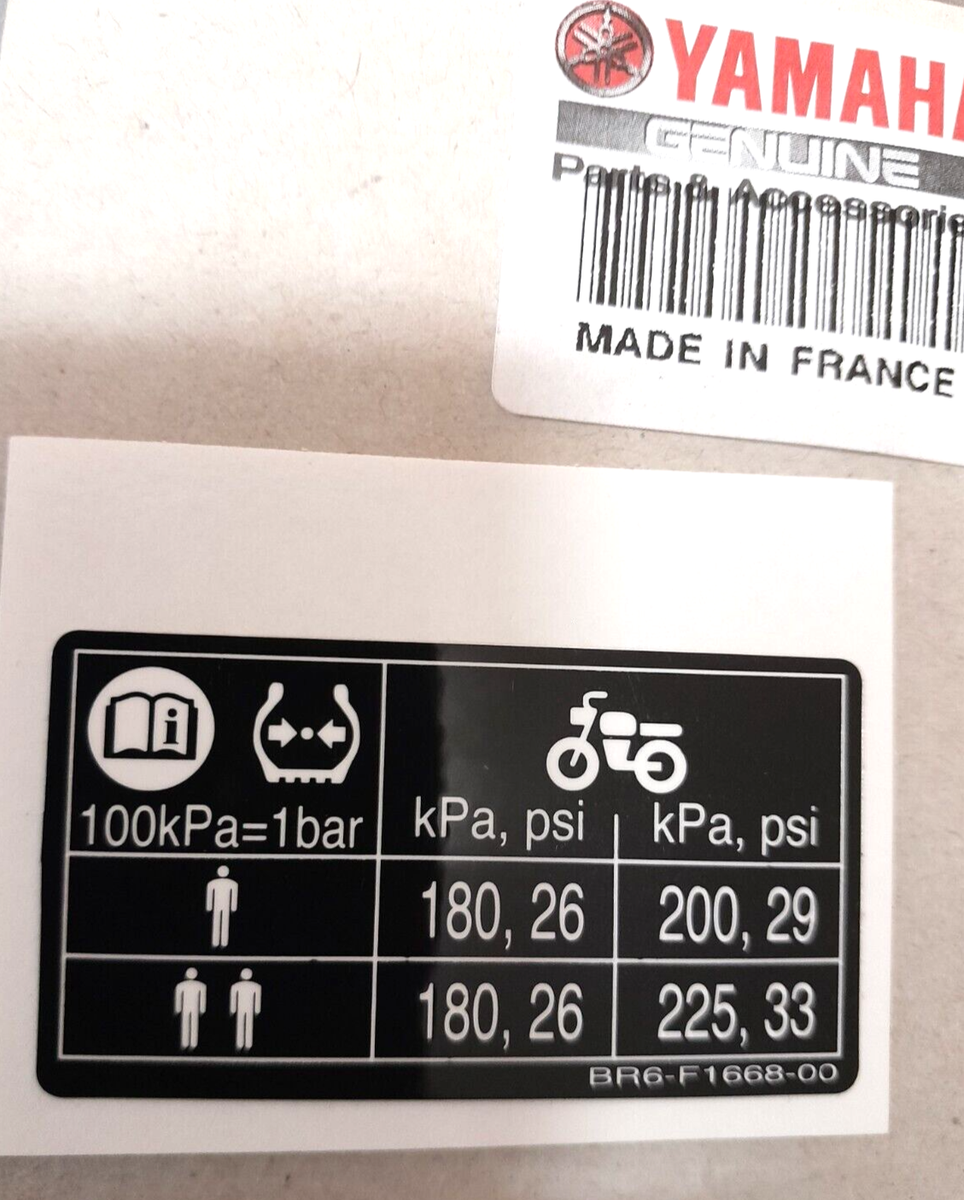 YAMAHA
GENUINE
Parts & Accessorie
MADE IN FRANCE
i
100kPa=1bar
kPa, psi kPa, psi
180, 26 200, 29
180, 26 225, 33
BR6-F1668-00